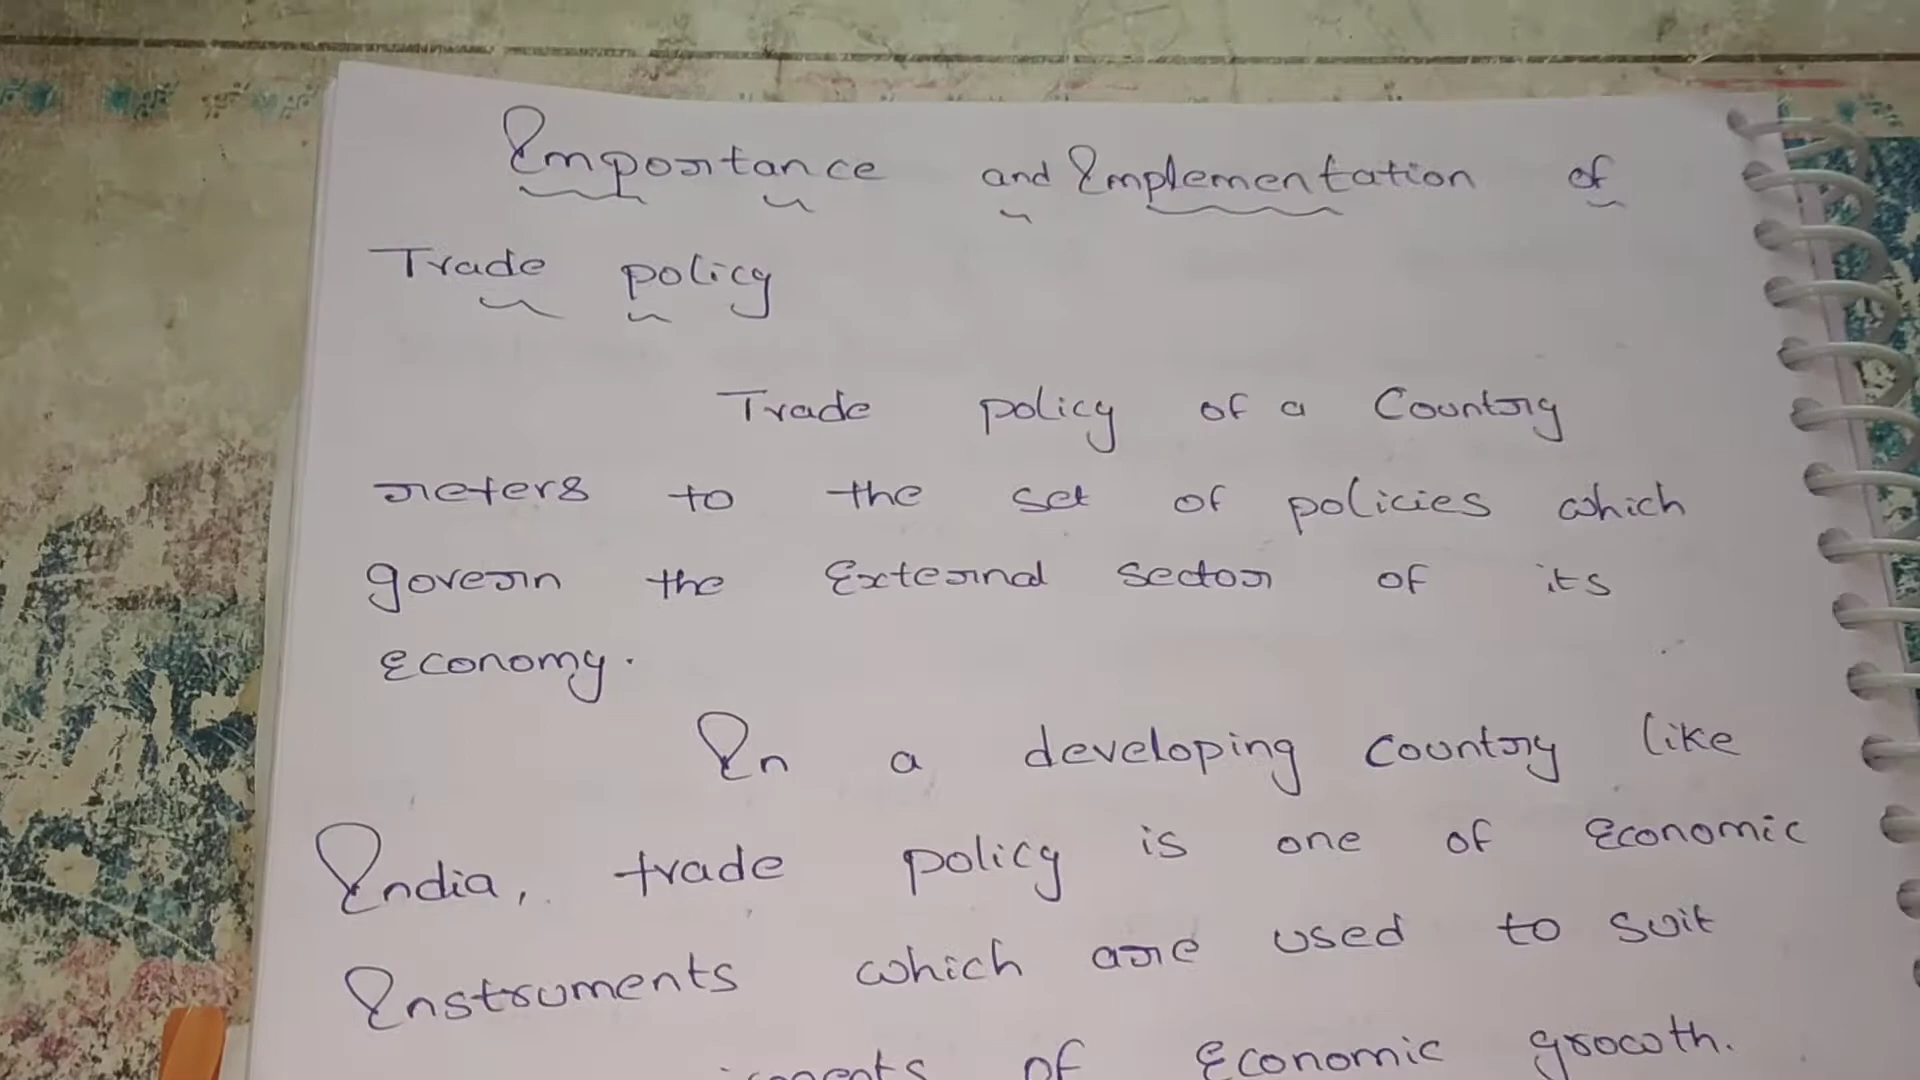 Importance and Implementation of
Trade policy
Trade policy of a Country
refers to the set of policies which
govern the External sector of its
Economy.
In a developing Country like
India, trade policy is one of Economic
Instruments which are used to suit
of Economic growth.